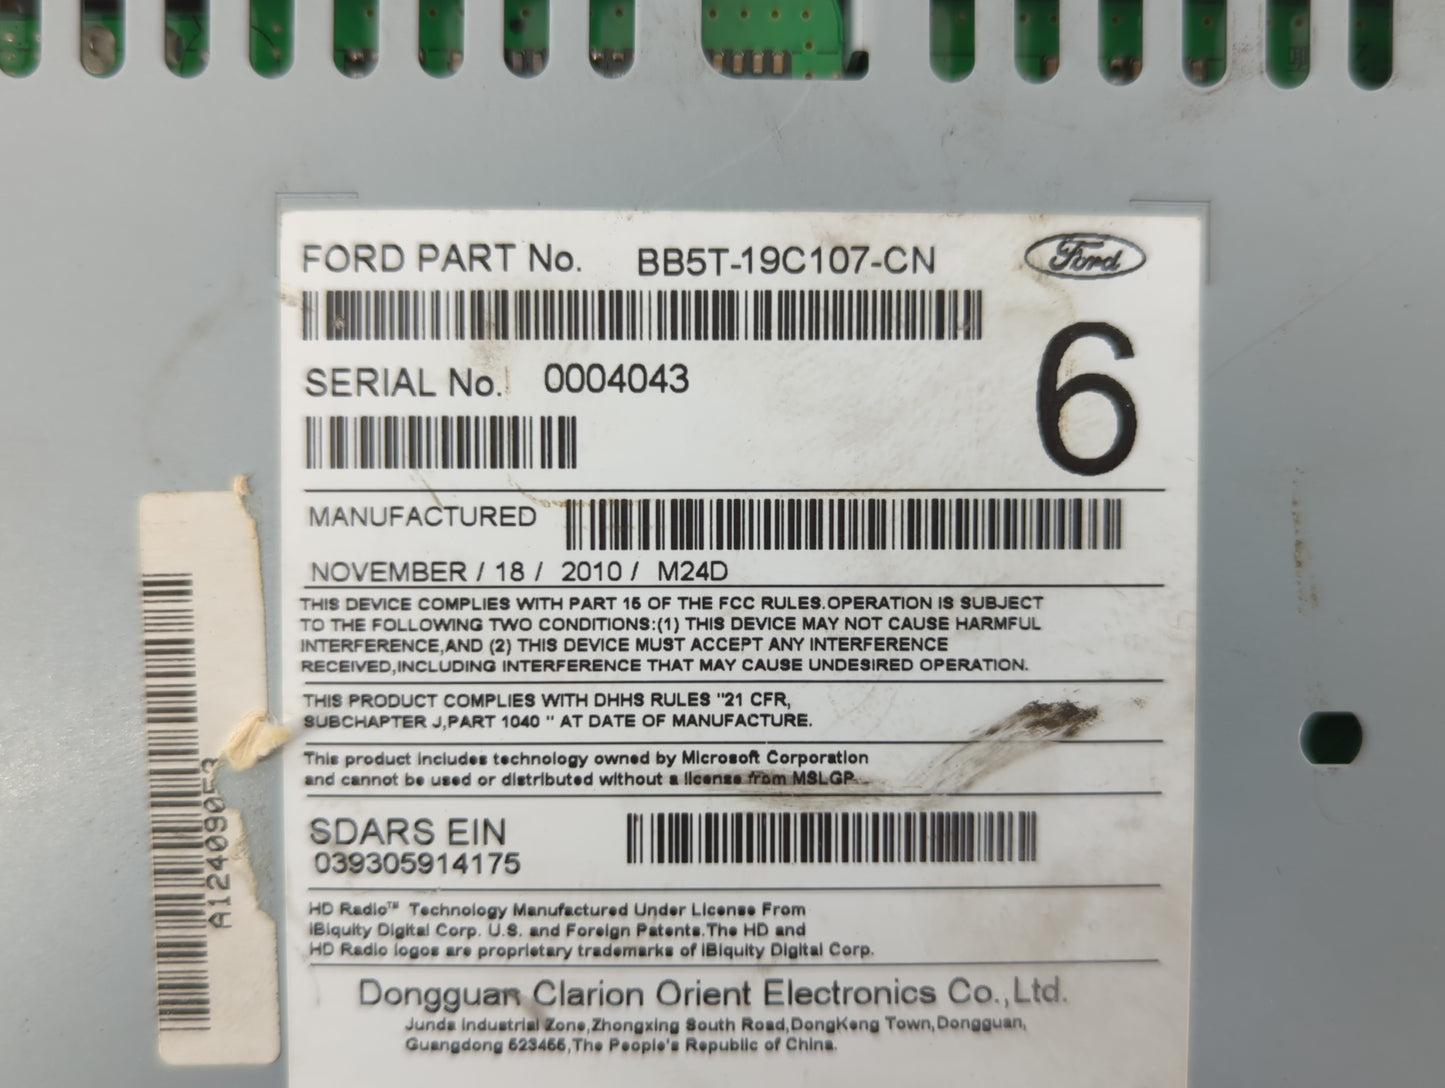 FORD PART No. BB5T-19C107-CN
Ford
SERIAL No. 0004043
6
MANUFACTURED
NOVEMBER / 18 / 2010 / M24D
THIS DEVICE COMPLIES WITH PART 15 OF THE FCC RULES.OPERATION IS SUBJECT
TO THE FOLLOWING TWO CONDITIONS:(1) THIS DEVICE MAY NOT CAUSE HARMFUL
INTERFERENCE,AND (2) THIS DEVICE MUST ACCEPT ANY INTERFERENCE
RECEIVED,INCLUDING INTERFERENCE THAT MAY CAUSE UNDESIRED OPERATION.
THIS PRODUCT COMPLIES WITH DHHS RULES "21 CFR,
SUBCHAPTER J,PART 1040 " AT DATE OF MANUFACTURE.
This product includes technology owned by Microsoft Corporation
and cannot be used or distributed without a license from MSLGP.
SDARS EIN
039305914175
HD Radio™ Technology Manufactured Under License From
iBiquity Digital Corp. U.S. and Foreign Patents.The HD and
HD Radio logos are proprietary trademarks of iBiquity Digital Corp.
Dongguan Clarion Orient Electronics Co.,Ltd.
Junda Industrial Zone,Zhongxing South Road,DongKeng Town,Dongguan,
Guangdong 523455,The People's Republic of China.